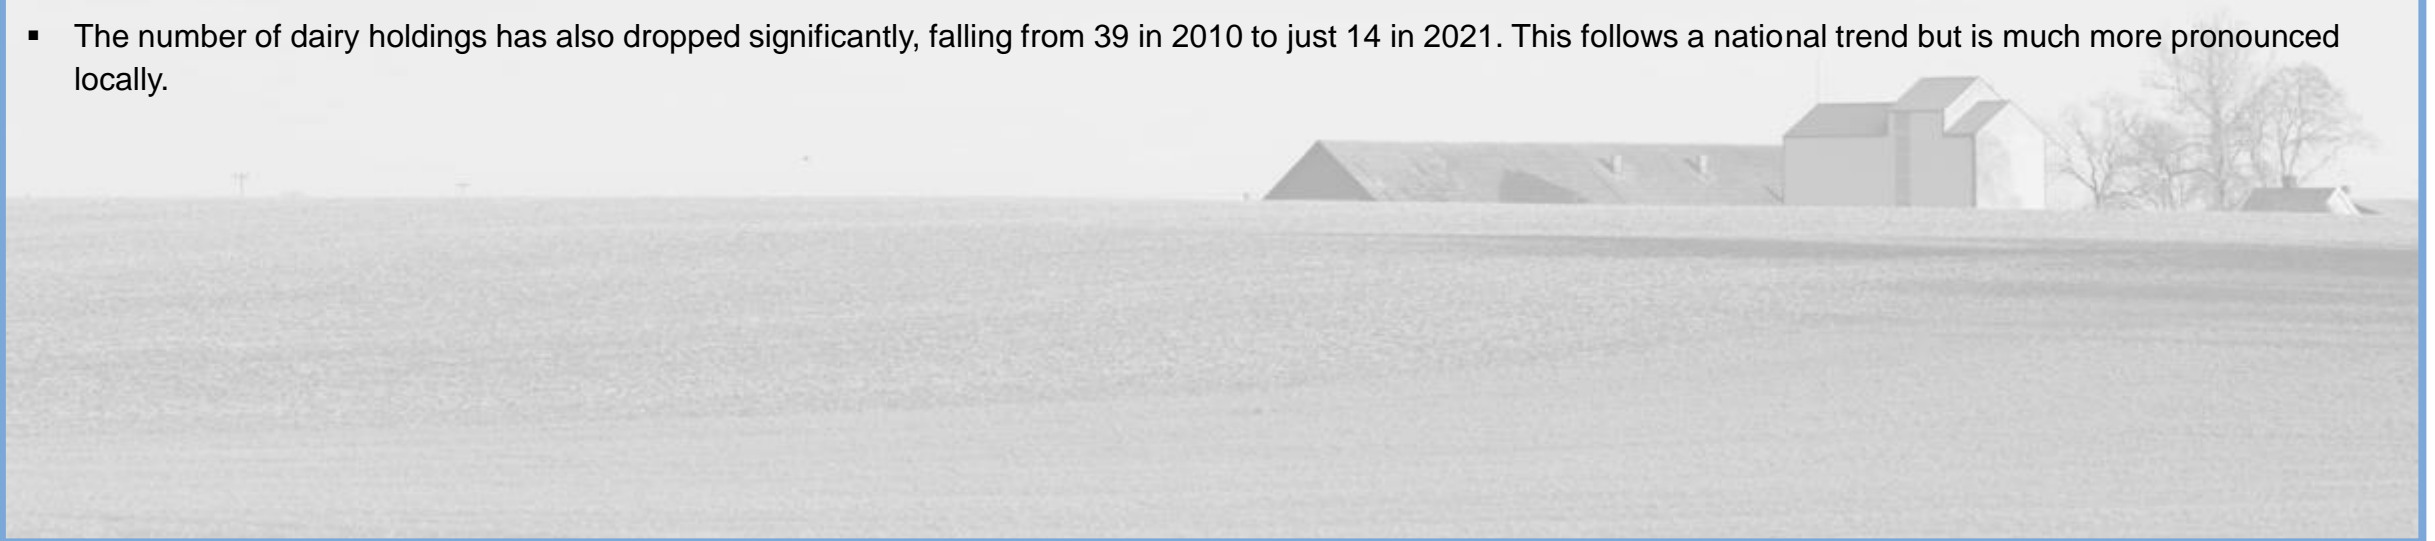 ▪ The number of dairy holdings has also dropped significantly, falling from 39 in 2010 to just 14 in 2021. This follows a national trend but is much more pronounced
locally.